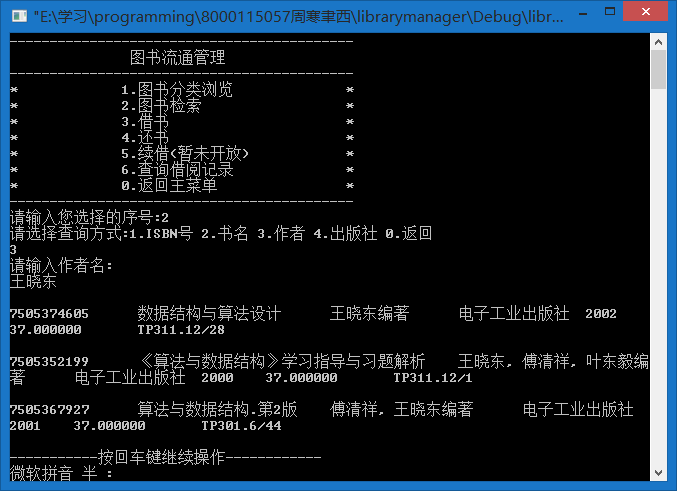 "E:\学习\programming\8000115057周寒聿西\librarymanager\Debug\libr...
-------------------------------------------
图书流通管理
-------------------------------------------
* 1.图书分类浏览 *
* 2.图书检索 *
* 3.借书 *
* 4.还书 *
* 5.续借(暂未开放) *
* 6.查询借阅记录 *
* 0.返回主菜单 *
-------------------------------------------
请输入您选择的序号:2
请选择查询方式:1.ISBN号 2.书名 3.作者 4.出版社 0.返回
3
请输入作者名:
王晓东
7505374605 数据结构与算法设计 王晓东编著 电子工业出版社 2002
37.000000 TP311.12/28
7505352199 《算法与数据结构》学习指导与习题解析 王晓东, 傅清祥, 叶东毅编
著 电子工业出版社 2000 37.000000 TP311.12/1
7505367927 算法与数据结构.第2版 傅清祥, 王晓东编著 电子工业出版社
2001 37.000000 TP301.6/44
-----------按回车键继续操作------------
微软拼音 半 :